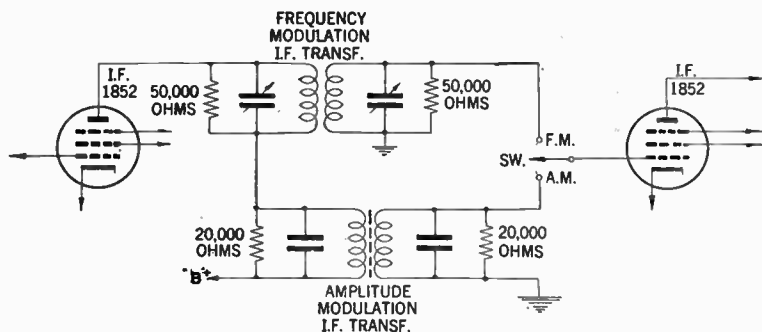 FREQUENCY
MODULATION
I.F. TRANSF.
I.F.
1852
50,000
OHMS
50,000
OHMS
I.F.
1852
F.M.
SW.
A.M.
20,000
OHMS
20,000
OHMS
"B"+
AMPLITUDE
MODULATION
I.F. TRANSF.